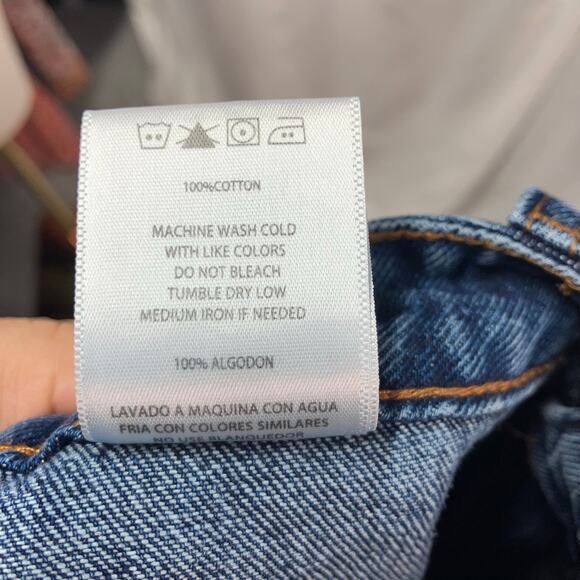 100%COTTON
MACHINE WASH COLD
WITH LIKE COLORS
DO NOT BLEACH
TUMBLE DRY LOW
MEDIUM IRON IF NEEDED
100% ALGODON
LAVADO A MAQUINA CON AGUA
FRIA CON COLORES SIMILARES
NO USE BLANQUEDOR